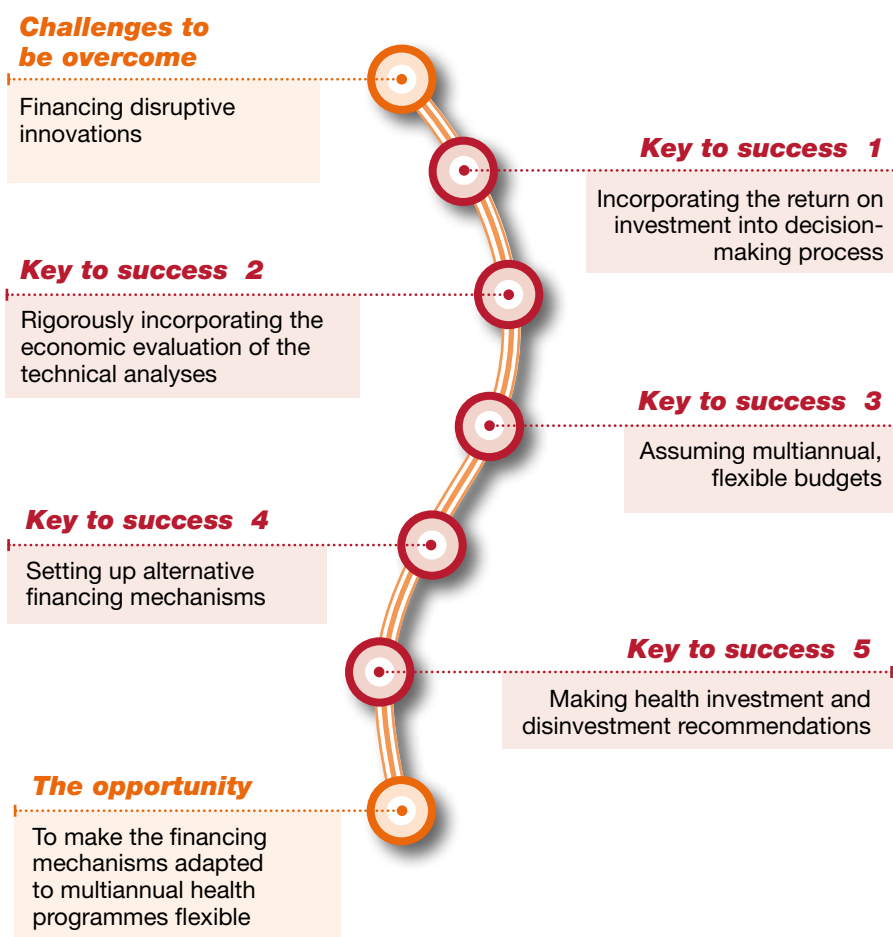 Challenges to
be overcome
Financing disruptive
innovations
Key to success 1
Incorporating the return on
investment into decision-
making process
Key to success 2
Rigorously incorporating the
economic evaluation of the
technical analyses
Key to success 3
Assuming multiannual,
flexible budgets
Key to success 4
Setting up alternative
financing mechanisms
Key to success 5
Making health investment and
disinvestment recommendations
The opportunity
To make the financing
mechanisms adapted
to multiannual health
programmes flexible